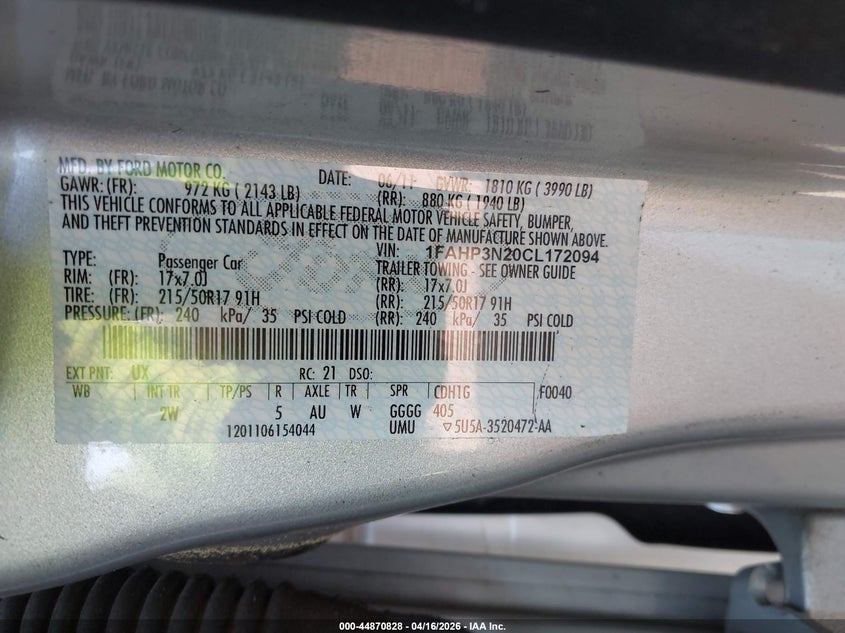 MFD. BY FORD MOTOR CO.
DATE: 06/11 GVWR: 1810 KG ( 3990 LB)
GAWR: (FR): 972 KG ( 2143 LB) (RR): 880 KG ( 1940 LB)
THIS VEHICLE CONFORMS TO ALL APPLICABLE FEDERAL MOTOR VEHICLE SAFETY, BUMPER,
AND THEFT PREVENTION STANDARDS IN EFFECT ON THE DATE OF MANUFACTURE SHOWN ABOVE.
VIN: 1FAHP3N20CL172094
TYPE: Passenger Car TRAILER TOWING - SEE OWNER GUIDE
RIM: (FR): 17x7.0J (RR): 17x7.0J
TIRE: (FR): 215/50R17 91H (RR): 215/50R17 91H
PRESSURE: (FR): 240 kPa/ 35 PSI COLD (RR): 240 kPa/ 35 PSI COLD
EXT PNT: UX RC: 21 DSO:
WB INT TR TP/PS R AXLE TR SPR CDH1G F0040
2W 5 AU W GGGG 405
1201106154044 UMU ▽5U5A-3520472-AA
000-44870828 - 04/16/2026 - IAA Inc.